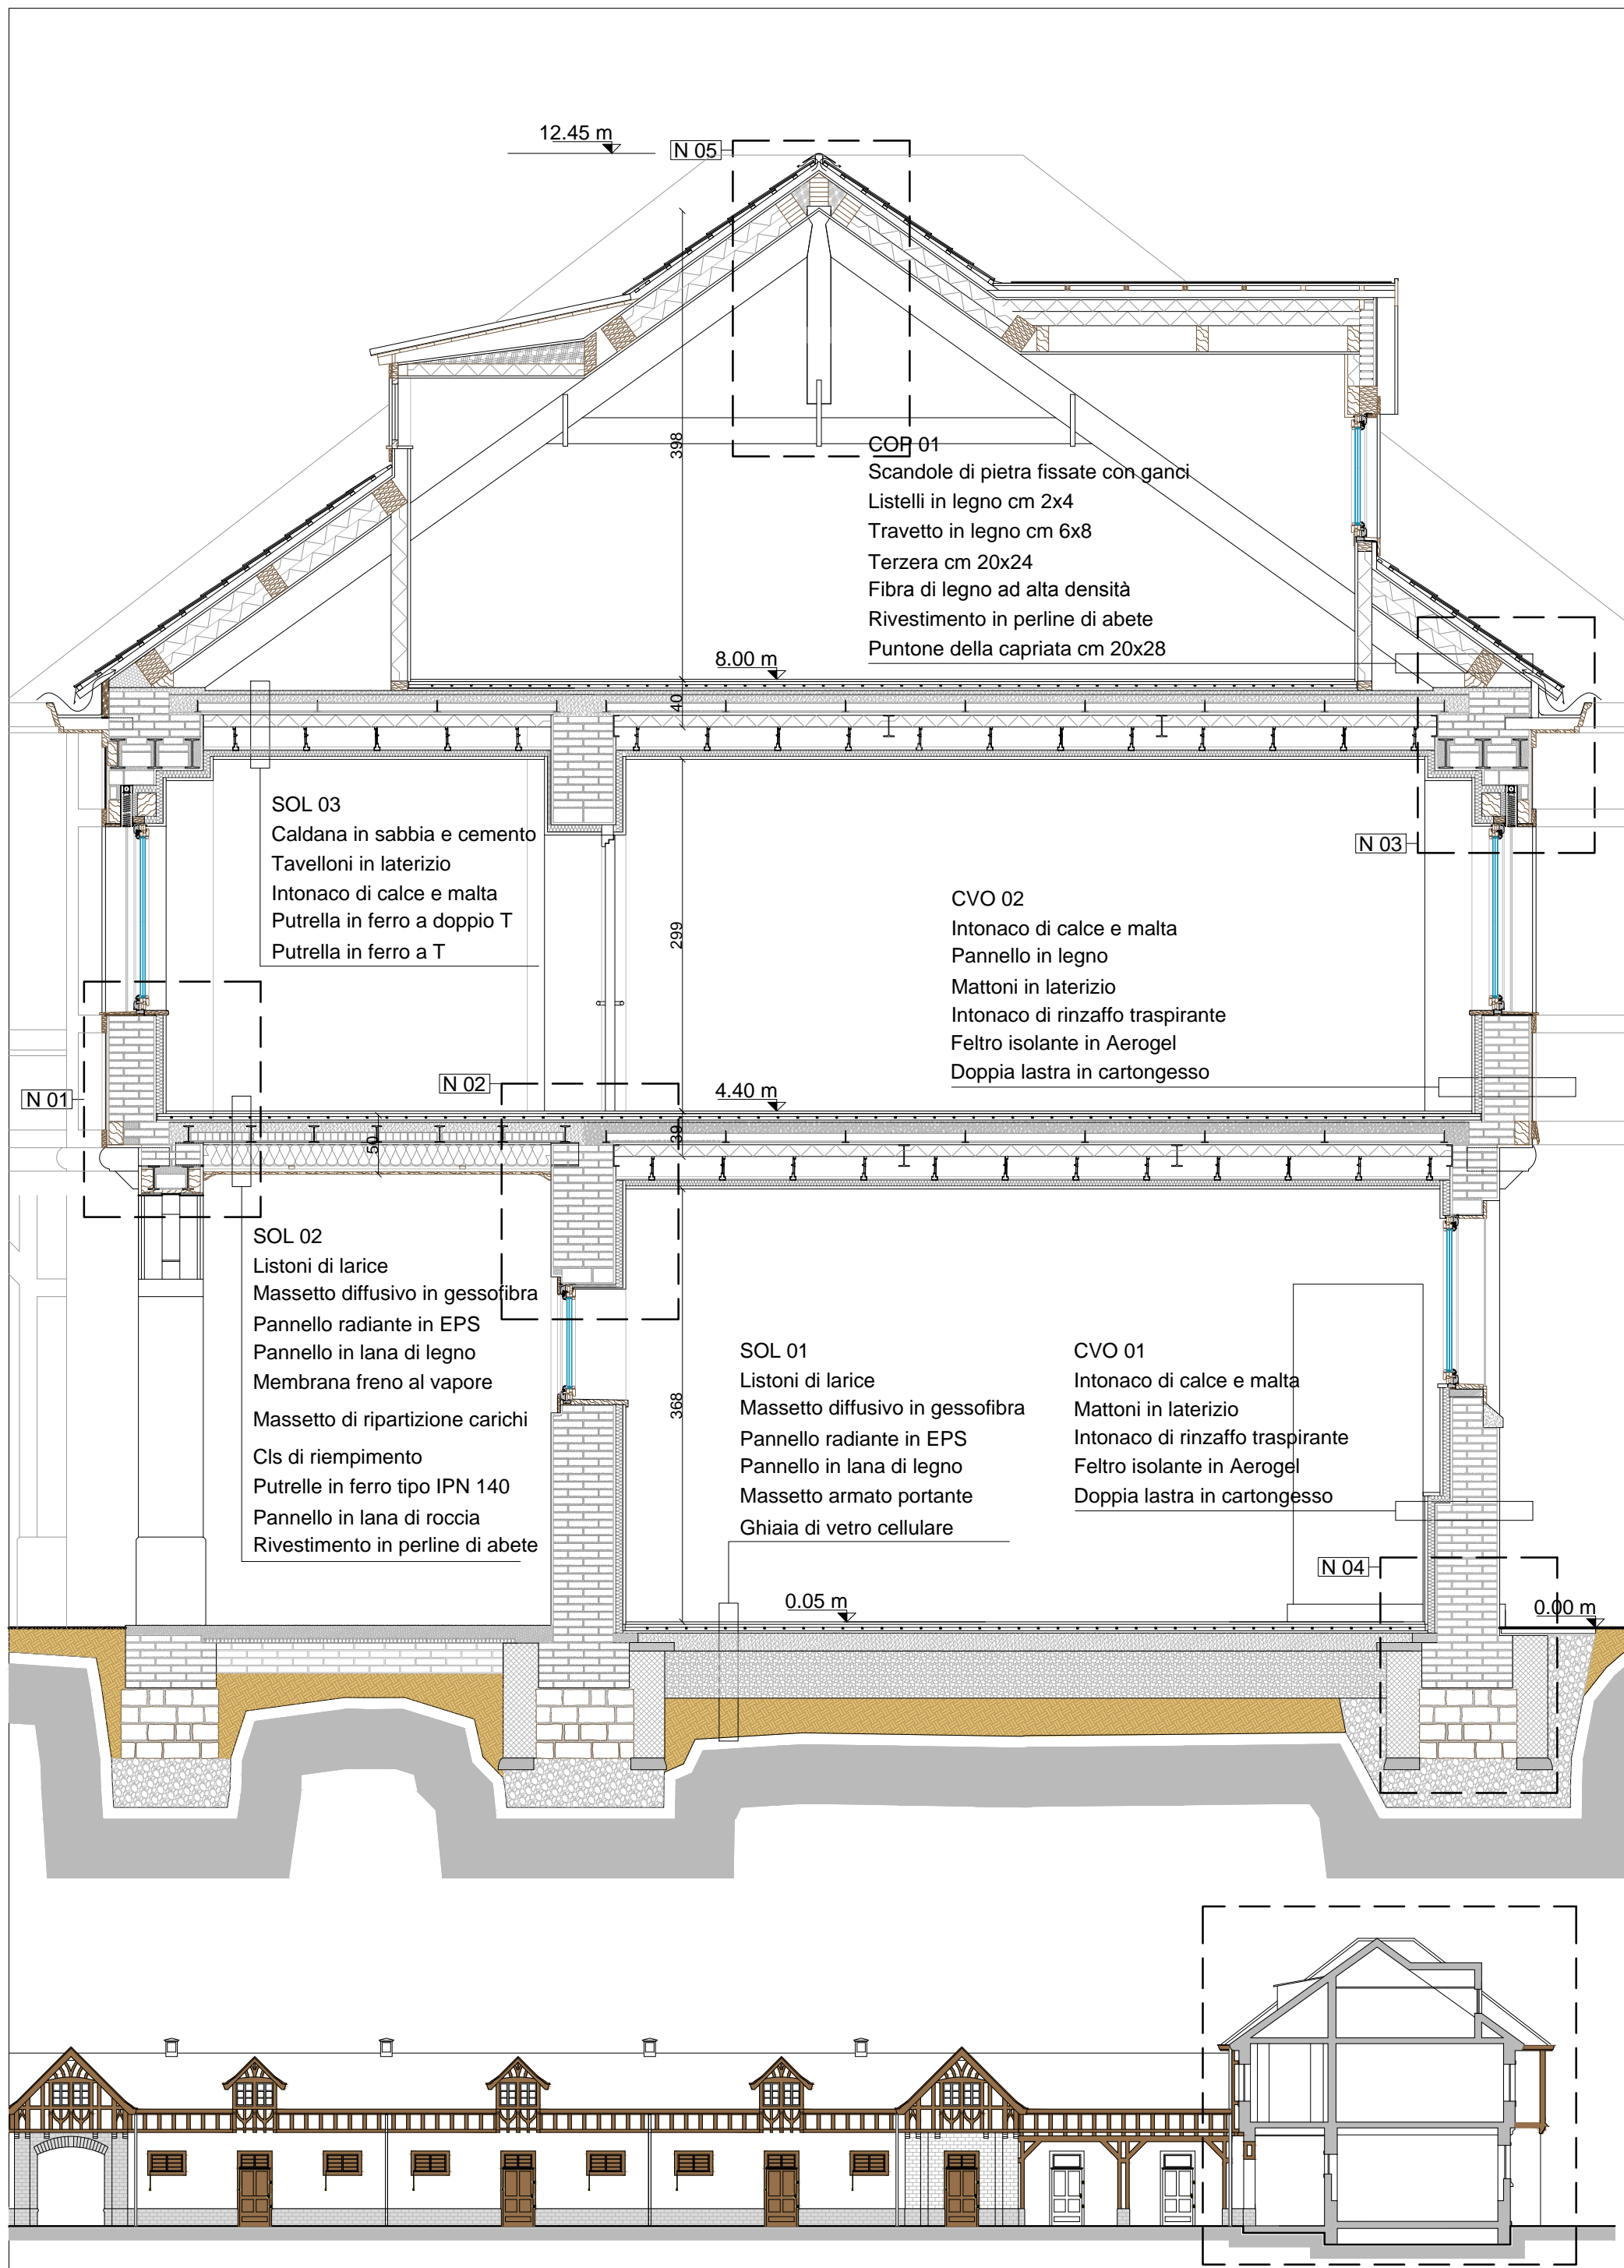 12.45 m
N 05
398
COP 01
Scandole di pietra fissate con ganci
Listelli in legno cm 2x4
Travetto in legno cm 6x8
Terzera cm 20x24
Fibra di legno ad alta densità
Rivestimento in perline di abete
Puntone della capriata cm 20x28
8.00 m
40
SOL 03
Caldana in sabbia e cemento
Tavelloni in laterizio
Intonaco di calce e malta
Putrella in ferro a doppio T
Putrella in ferro a T
N 03
299
CVO 02
Intonaco di calce e malta
Pannello in legno
Mattoni in laterizio
Intonaco di rinzaffo traspirante
Feltro isolante in Aerogel
Doppia lastra in cartongesso
N 01
N 02
4.40 m
50
39
SOL 02
Listoni di larice
Massetto diffusivo in gessofibra
Pannello radiante in EPS
Pannello in lana di legno
Membrana freno al vapore
Massetto di ripartizione carichi
Cls di riempimento
Putrelle in ferro tipo IPN 140
Pannello in lana di roccia
Rivestimento in perline di abete
368
SOL 01
Listoni di larice
Massetto diffusivo in gessofibra
Pannello radiante in EPS
Pannello in lana di legno
Massetto armato portante
Ghiaia di vetro cellulare
CVO 01
Intonaco di calce e malta
Mattoni in laterizio
Intonaco di rinzaffo traspirante
Feltro isolante in Aerogel
Doppia lastra in cartongesso
N 04
0.05 m
0.00 m